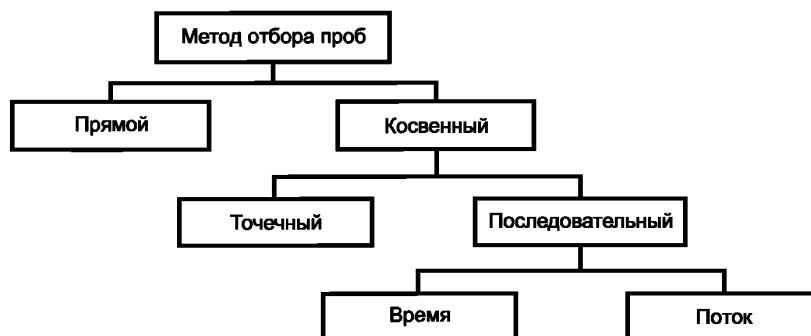 Метод отбора проб
Прямой
Косвенный
Точечный
Последовательный
Время
Поток